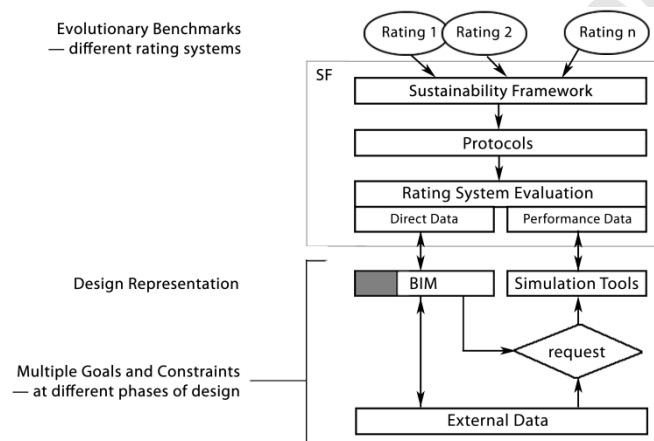 Evolutionary Benchmarks
— different rating systems
Rating 1
Rating 2
Rating n
SF
Sustainability Framework
Protocols
Rating System Evaluation
Direct Data
Performance Data
Design Representation
BIM
Simulation Tools
Multiple Goals and Constraints
— at different phases of design
request
External Data